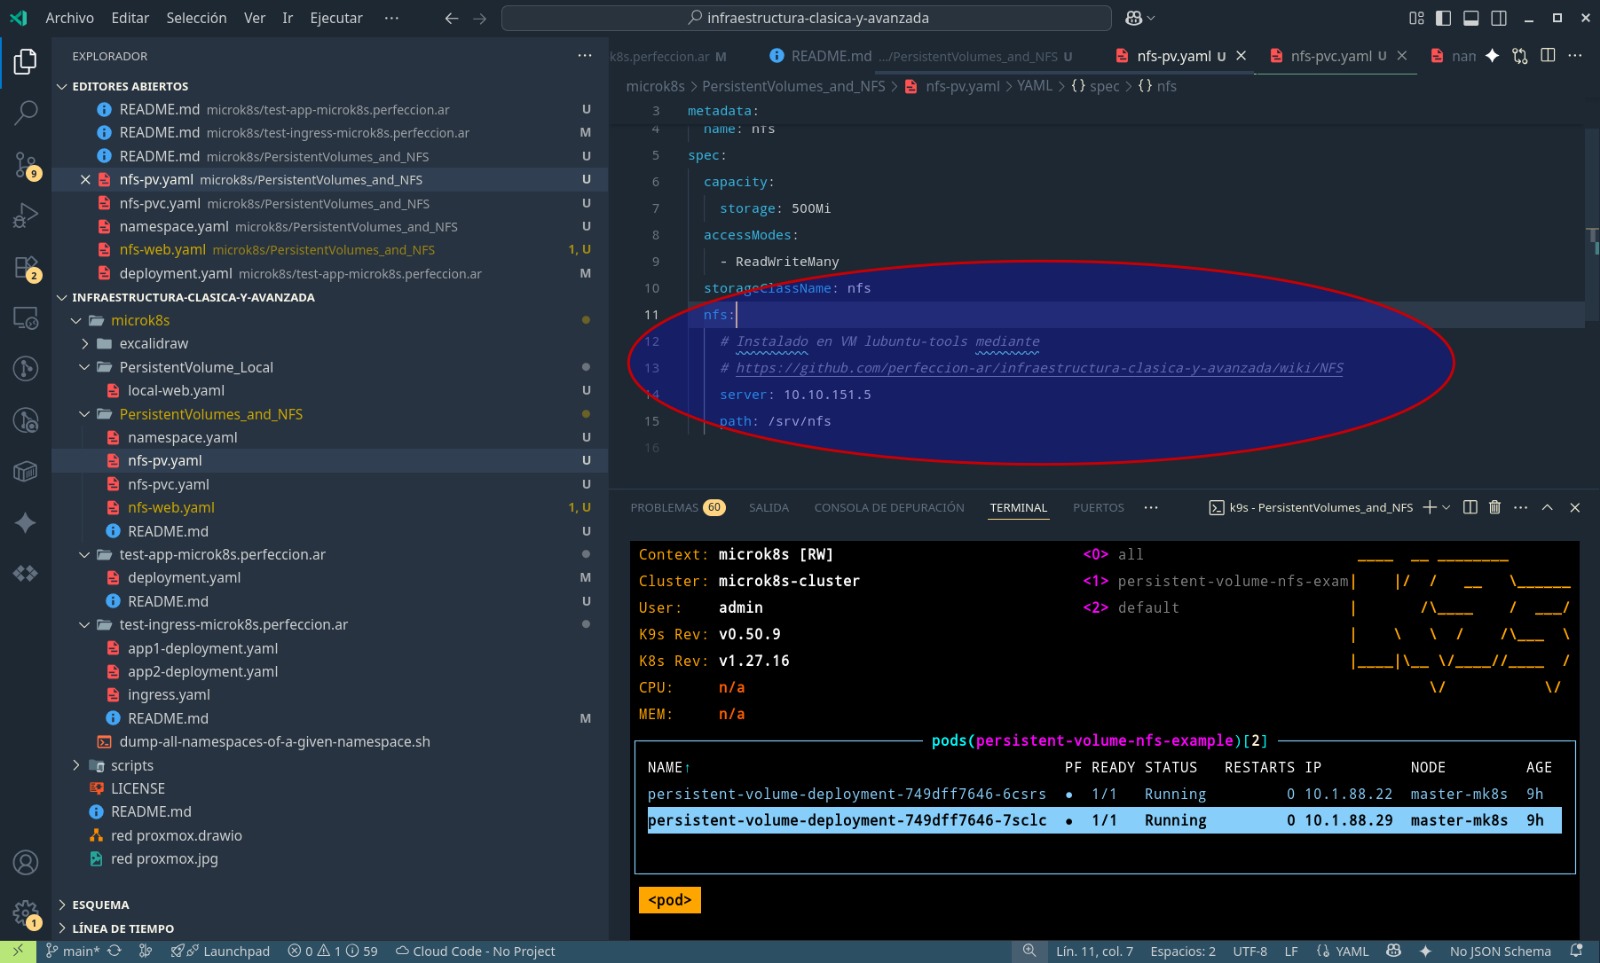 Archivo Editar Selección Ver Ir Ejecutar ···
infraestructura-clasica-y-avanzada
EXPLORADOR
EDITORES ABIERTOS
README.md microk8s/test-app-microk8s.perfeccion.ar U
README.md microk8s/test-ingress-microk8s.perfeccion.ar M
README.md microk8s/PersistentVolumes_and_NFS U
nfs-pv.yaml microk8s/PersistentVolumes_and_NFS U
nfs-pvc.yaml microk8s/PersistentVolumes_and_NFS U
namespace.yaml microk8s/PersistentVolumes_and_NFS U
nfs-web.yaml microk8s/PersistentVolumes_and_NFS 1, U
deployment.yaml microk8s/test-app-microk8s.perfeccion.ar M
INFRAESTRUCTURA-CLASICA-Y-AVANZADA
microk8s
excalidraw
PersistentVolume_Local
local-web.yaml
PersistentVolumes_and_NFS
namespace.yaml U
nfs-pv.yaml U
nfs-pvc.yaml U
nfs-web.yaml 1, U
README.md U
test-app-microk8s.perfeccion.ar
deployment.yaml M
README.md U
test-ingress-microk8s.perfeccion.ar
app1-deployment.yaml
app2-deployment.yaml
ingress.yaml
README.md M
dump-all-namespaces-of-a-given-namespace.sh
scripts
LICENSE
README.md
red proxmox.drawio
red proxmox.jpg
ESQUEMA
LÍNEA DE TIEMPO
9
2
1
k8s.perfeccion.ar M README.md .../PersistentVolumes_and_NFS U nfs-pv.yaml U nfs-pvc.yaml U nan
microk8s > PersistentVolumes_and_NFS > nfs-pv.yaml > YAML > {} spec > {} nfs
3 metadata:
4 name: nfs
5 spec:
6 capacity:
7 storage: 500Mi
8 accessModes:
9 - ReadWriteMany
10 storageClassName: nfs
11 nfs:
12 # Instalado en VM lubuntu-tools mediante
13 # https://github.com/perfeccion-ar/infraestructura-clasica-y-avanzada/wiki/NFS
14 server: 10.10.151.5
15 path: /srv/nfs
16
PROBLEMAS 60 SALIDA CONSOLA DE DEPURACIÓN TERMINAL PUERTOS ··· k9s - PersistentVolumes_and_NFS
Context: microk8s [RW] <0> all
Cluster: microk8s-cluster <1> persistent-volume-nfs-exam
User: admin <2> default
K9s Rev: v0.50.9
K8s Rev: v1.27.16
CPU: n/a
MEM: n/a
pods(persistent-volume-nfs-example)[2]
NAME↑ PF READY STATUS RESTARTS IP NODE AGE
persistent-volume-deployment-749dff7646-6csrs ● 1/1 Running 0 10.1.88.22 master-mk8s 9h
persistent-volume-deployment-749dff7646-7sclc ● 1/1 Running 0 10.1.88.29 master-mk8s 9h
<pod>
main* Launchpad 0 1 59 Cloud Code - No Project Lín. 11, col. 7 Espacios: 2 UTF-8 LF YAML No JSON Schema